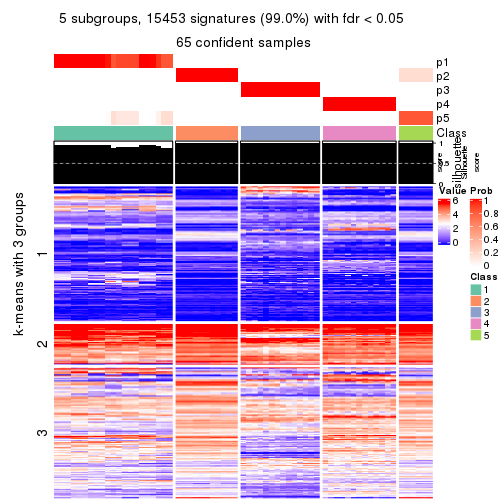 5 subgroups, 15453 signatures (99.0%) with fdr < 0.05
65 confident samples
p1
p2
p3
p4
p5
Class
1
0.5
0
silhouette
Silhouette
score
k-means with 3 groups
1
2
3
Value
6
4
2
0
Prob
1
0.8
0.6
0.4
0.2
0
Class
1
2
3
4
5